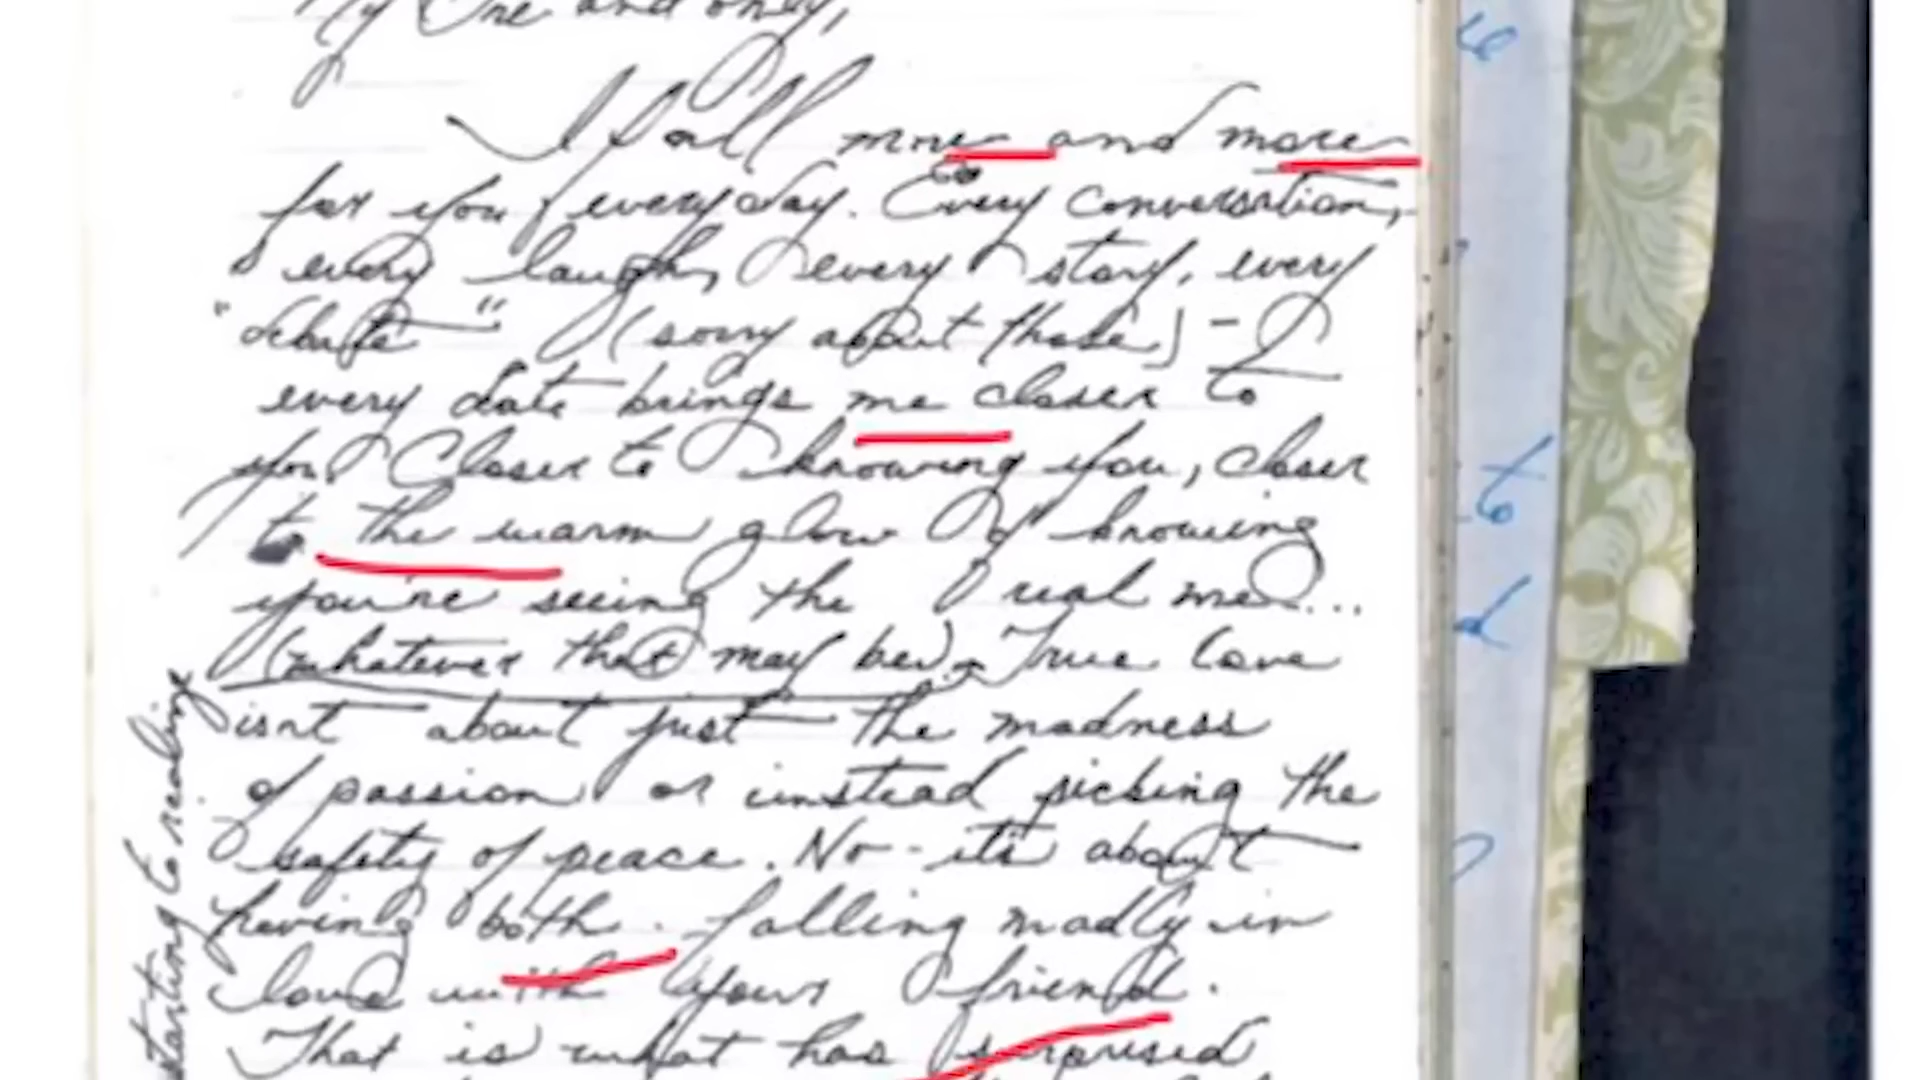 My One and only,
I fall more and more
for you everyday. Every conversation,
every laugh, every story, every
"debate" (sorry about those) -
every date brings me closer to
you. Closer to knowing you, closer
to the warm glow of knowing
you're seeing the real me...
(whatever that may be). True love
isnt about just the madness
of passion or instead picking the
safety of peace. No - its about
having both. falling madly in
love with your friend.
That is what has surprised
starting to realize
to
d